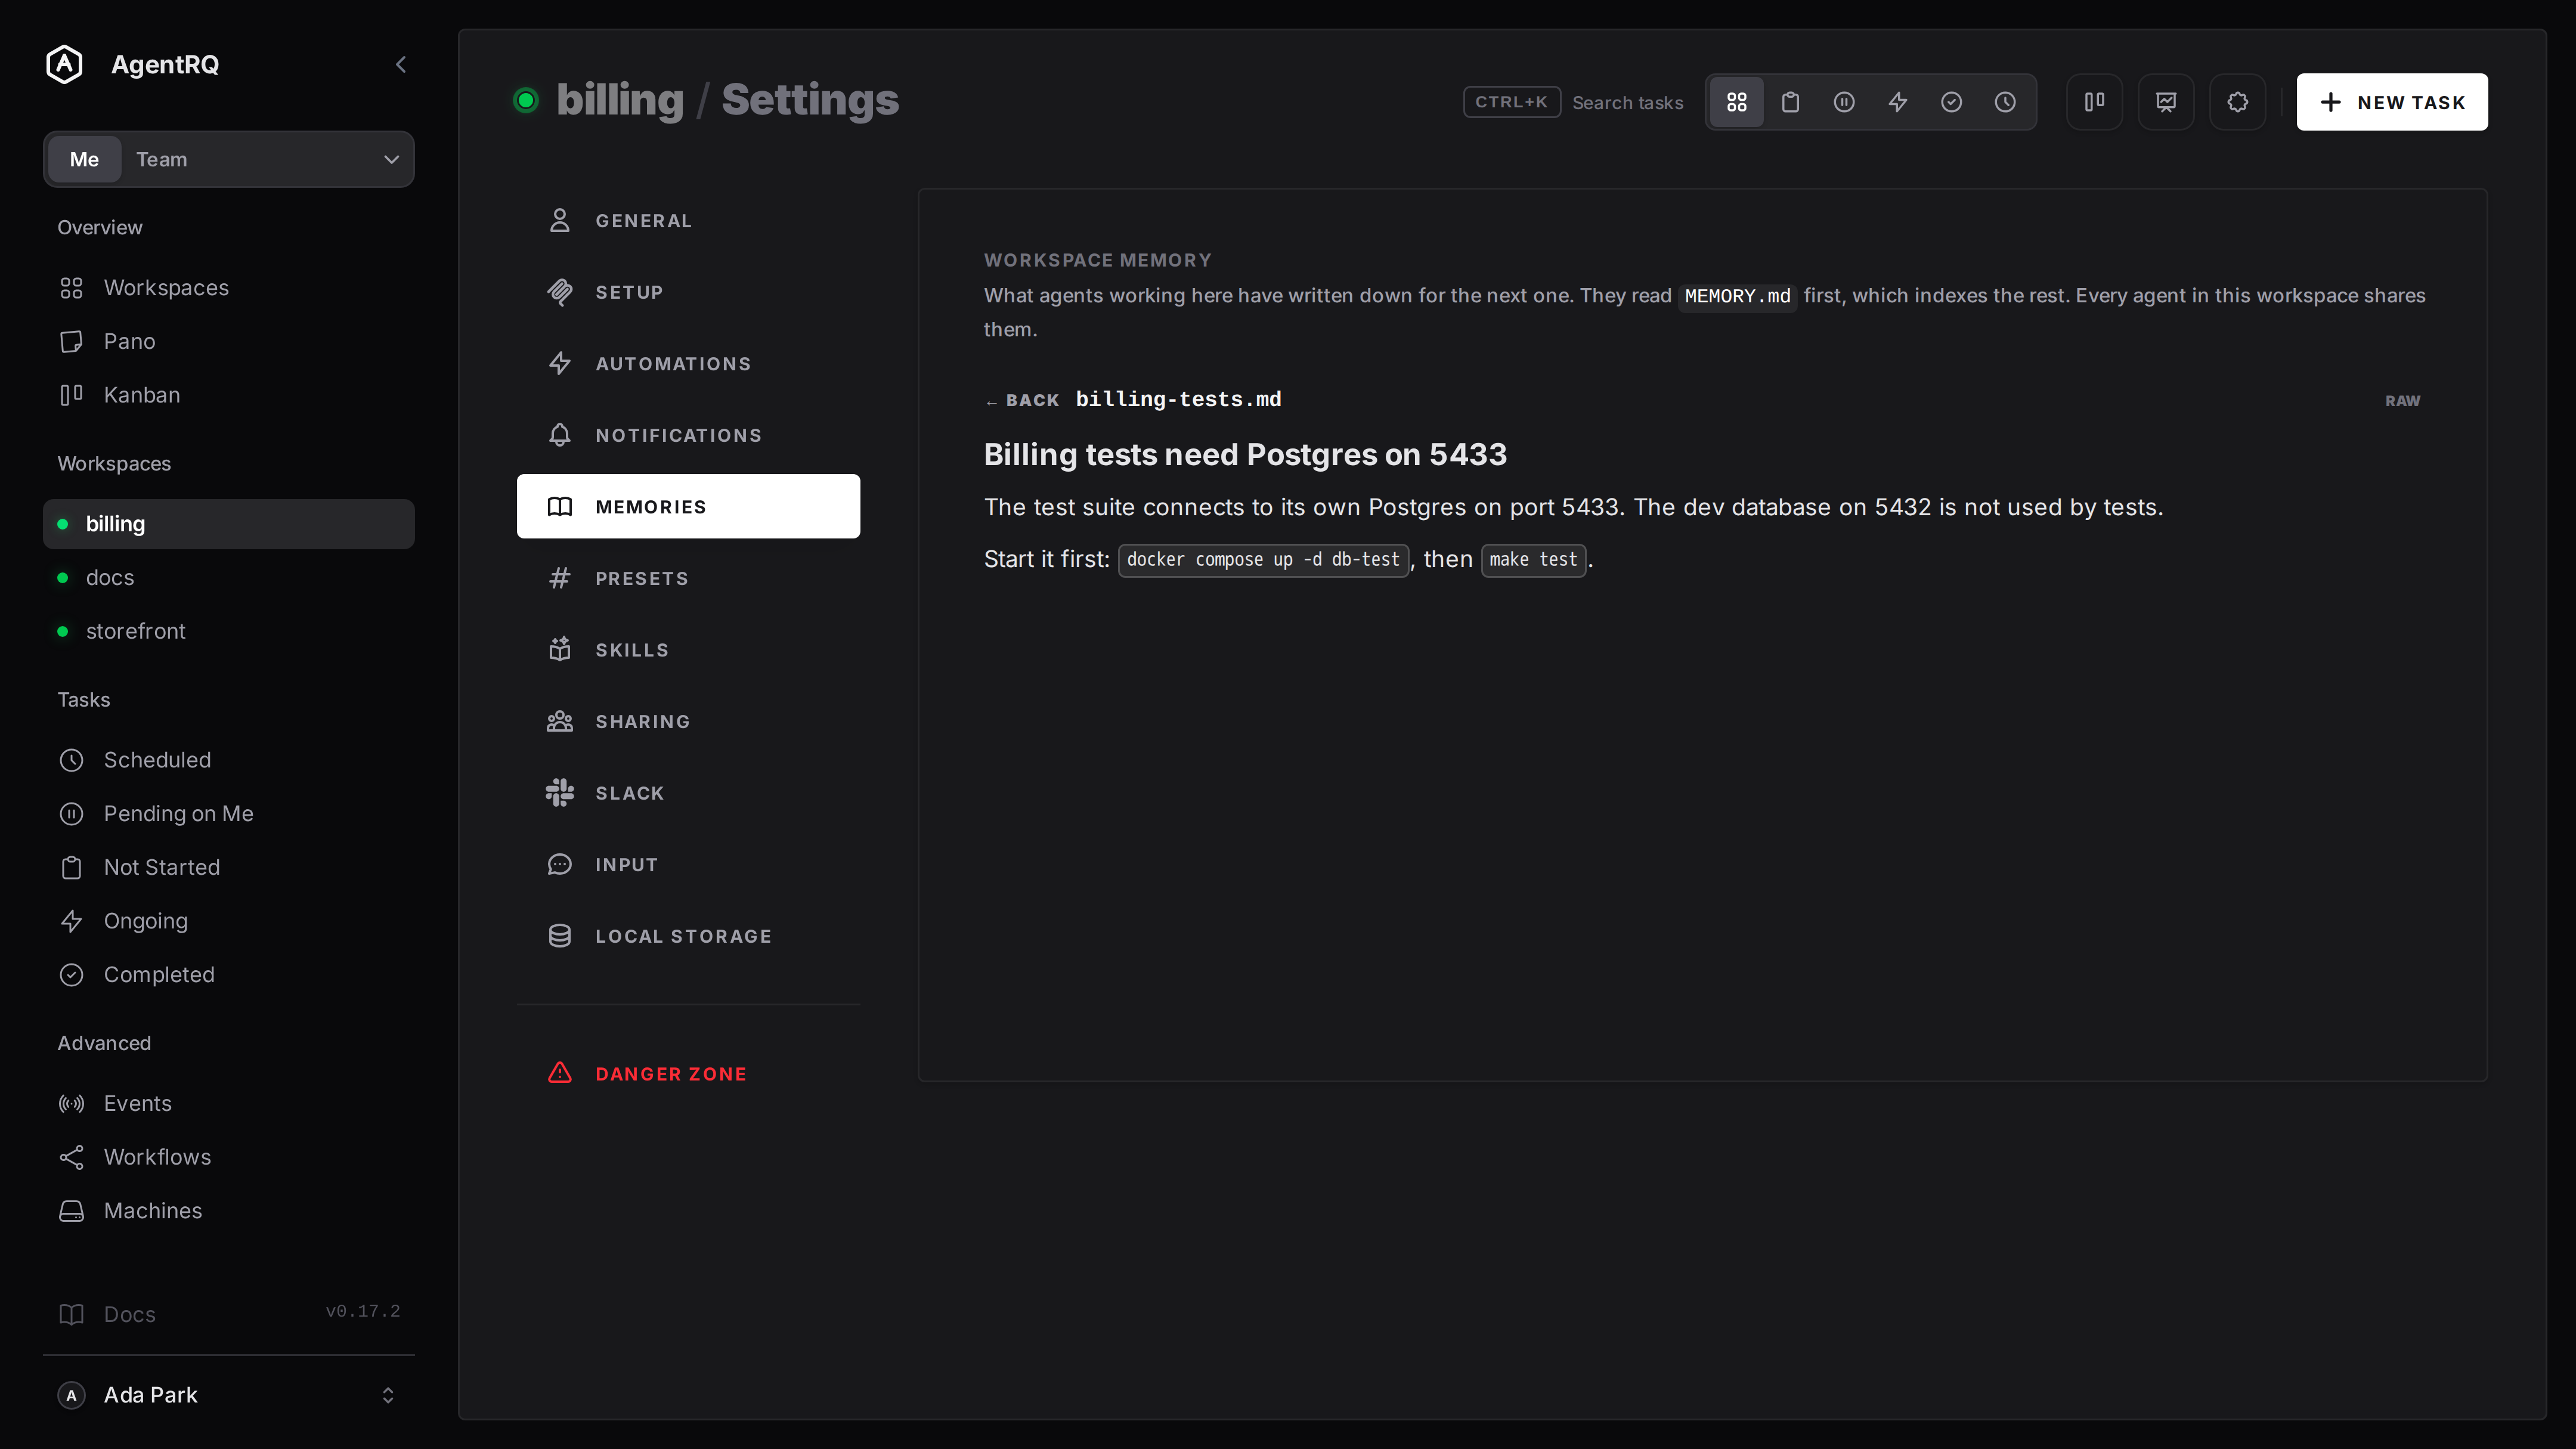 AgentRQ
Me Team
Overview
Workspaces
Pano
Kanban
Workspaces
billing
docs
storefront
Tasks
Scheduled
Pending on Me
Not Started
Ongoing
Completed
Advanced
Events
Workflows
Machines
Docs v0.17.2
A Ada Park
billing / Settings
CTRL+K Search tasks
NEW TASK
GENERAL
SETUP
AUTOMATIONS
NOTIFICATIONS
MEMORIES
PRESETS
SKILLS
SHARING
SLACK
INPUT
LOCAL STORAGE
DANGER ZONE
WORKSPACE MEMORY
What agents working here have written down for the next one. They read MEMORY.md first, which indexes the rest. Every agent in this workspace shares
them.
← BACK billing-tests.md RAW
Billing tests need Postgres on 5433
The test suite connects to its own Postgres on port 5433. The dev database on 5432 is not used by tests.
Start it first: docker compose up -d db-test, then make test.